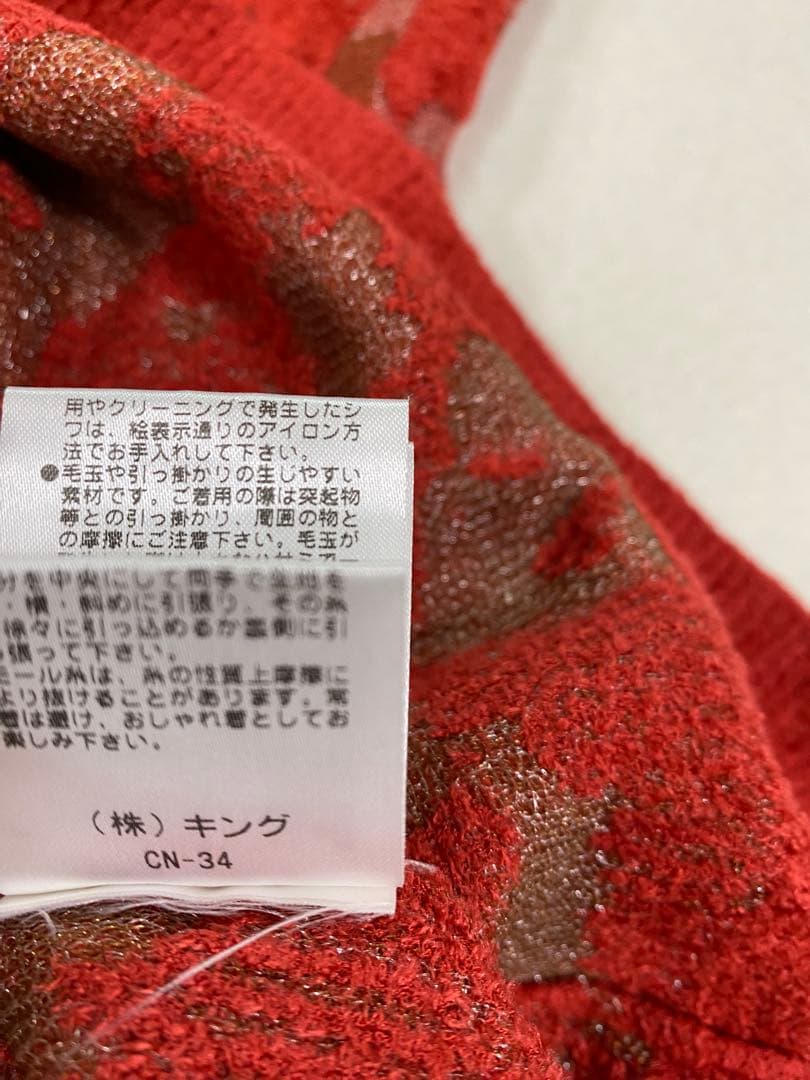 用やクリーニングで発生したシ
ワは、絵表示通りのアイロン方
法でお手入れして下さい。
●毛玉や引っ掛かりの生じやすい
素材です。ご着用の際は突起物
等との引っ掛かり、周囲の物と
の摩擦にご注意下さい。毛玉が
を中央にして両手で生地を
・横・斜めに引張り、その糸
徐々に引っ込めるか裏側に引
張って下さい。
モール糸は、糸の性質上摩擦に
より抜けることがあります。常
着は避け、おしゃれ着としてお
楽しみ下さい。
（株）キング
CN-34